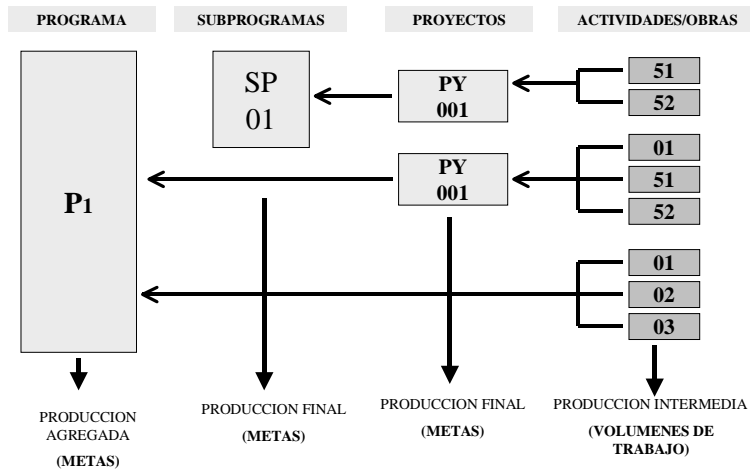 PROGRAMA
SUBPROGRAMAS
PROYECTOS
ACTIVIDADES/OBRAS
P1
SP
01
PY
001
51
52
PY
001
01
51
52
01
02
03
PRODUCCION
AGREGADA
(METAS)
PRODUCCION FINAL
(METAS)
PRODUCCION FINAL
(METAS)
PRODUCCION INTERMEDIA
(VOLUMENES DE
TRABAJO)